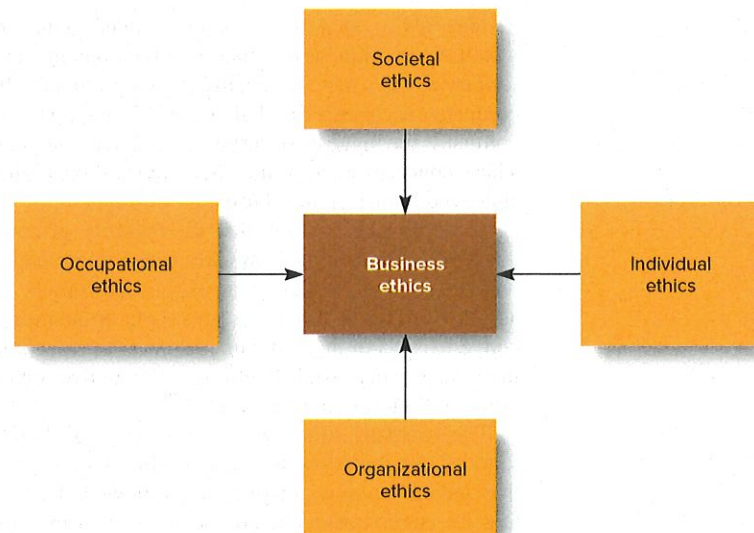 Societal
ethics
Occupational
ethics
Business
ethics
Individual
ethics
Organizational
ethics